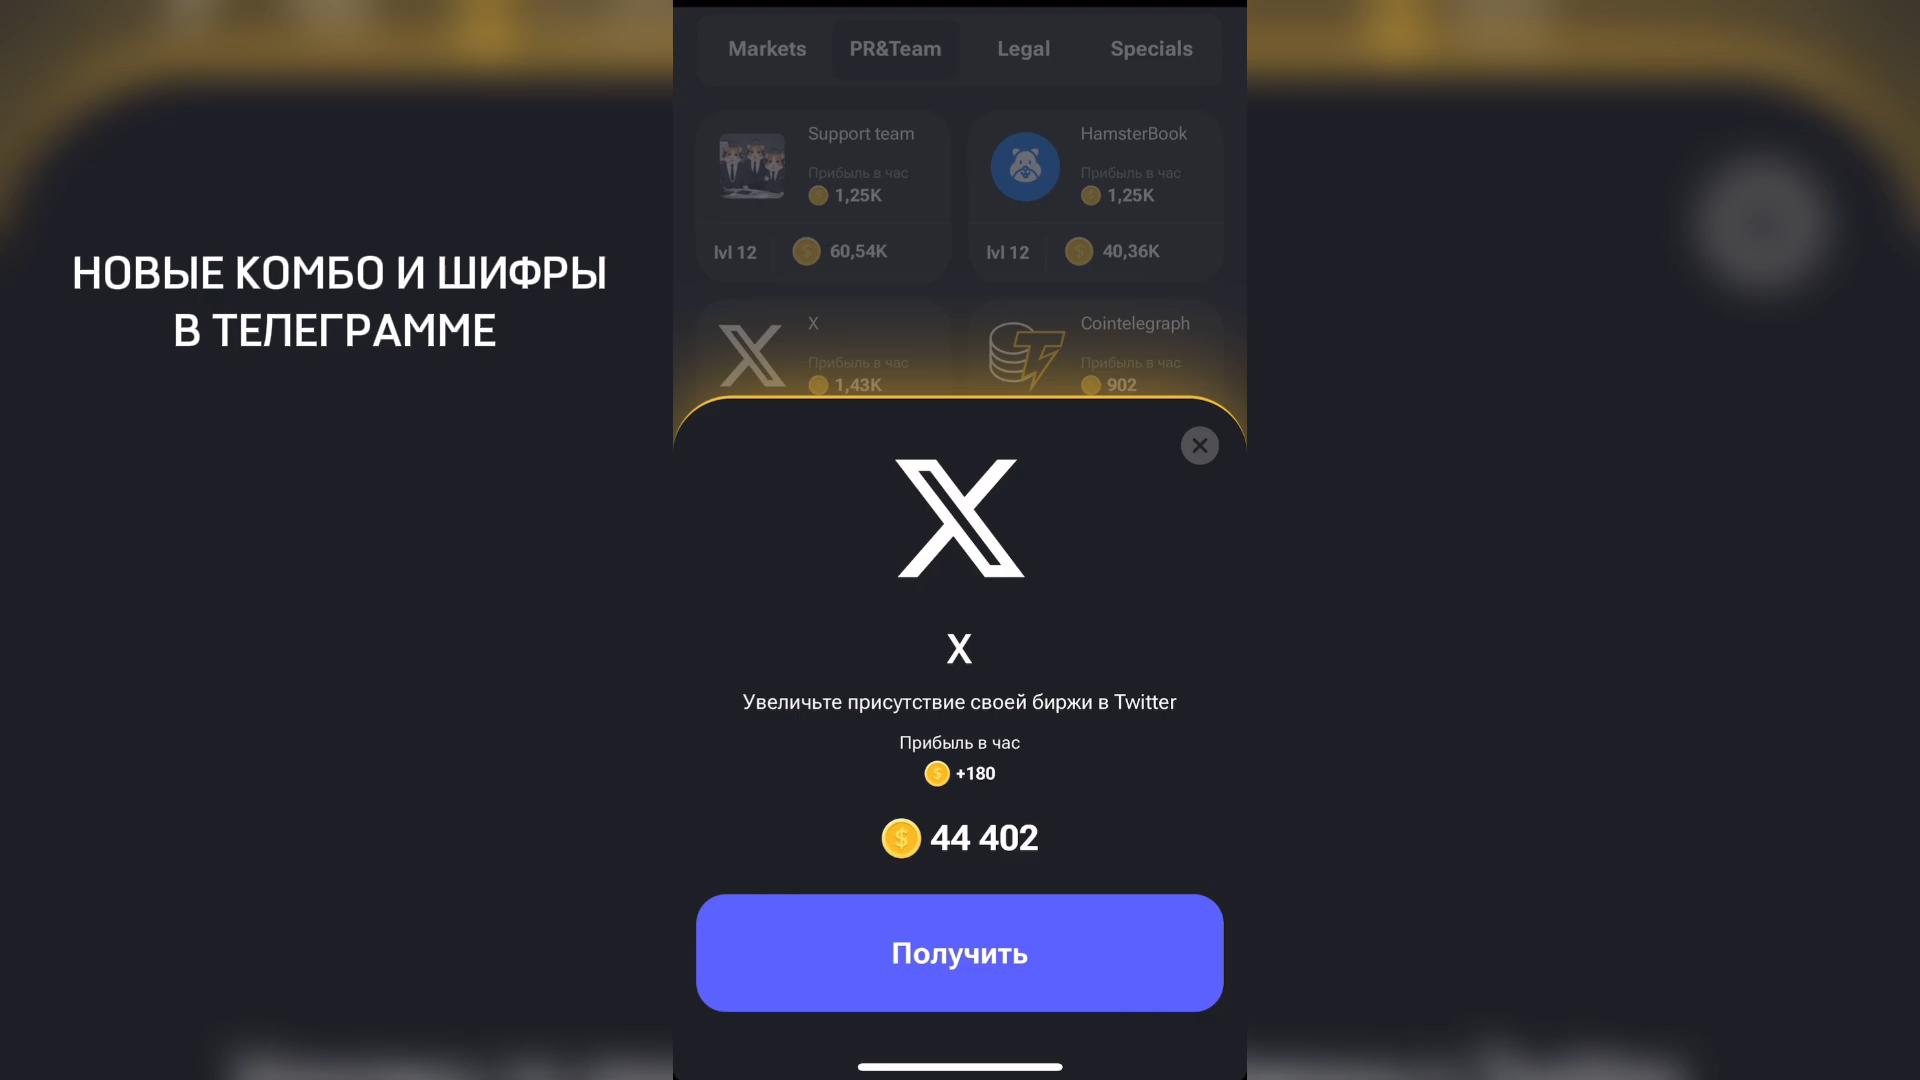 Markets PR&Team Legal Specials
Support team
Прибыль в час
1,25K
lvl 12 60,54K
HamsterBook
Прибыль в час
1,25K
lvl 12 40,36K
НОВЫЕ КОМБО И ШИФРЫ
В ТЕЛЕГРАММЕ
X
Прибыль в час
1,43K
Cointelegraph
Прибыль в час
902
X
Увеличьте присутствие своей биржи в Twitter
Прибыль в час
+180
44 402
Получить